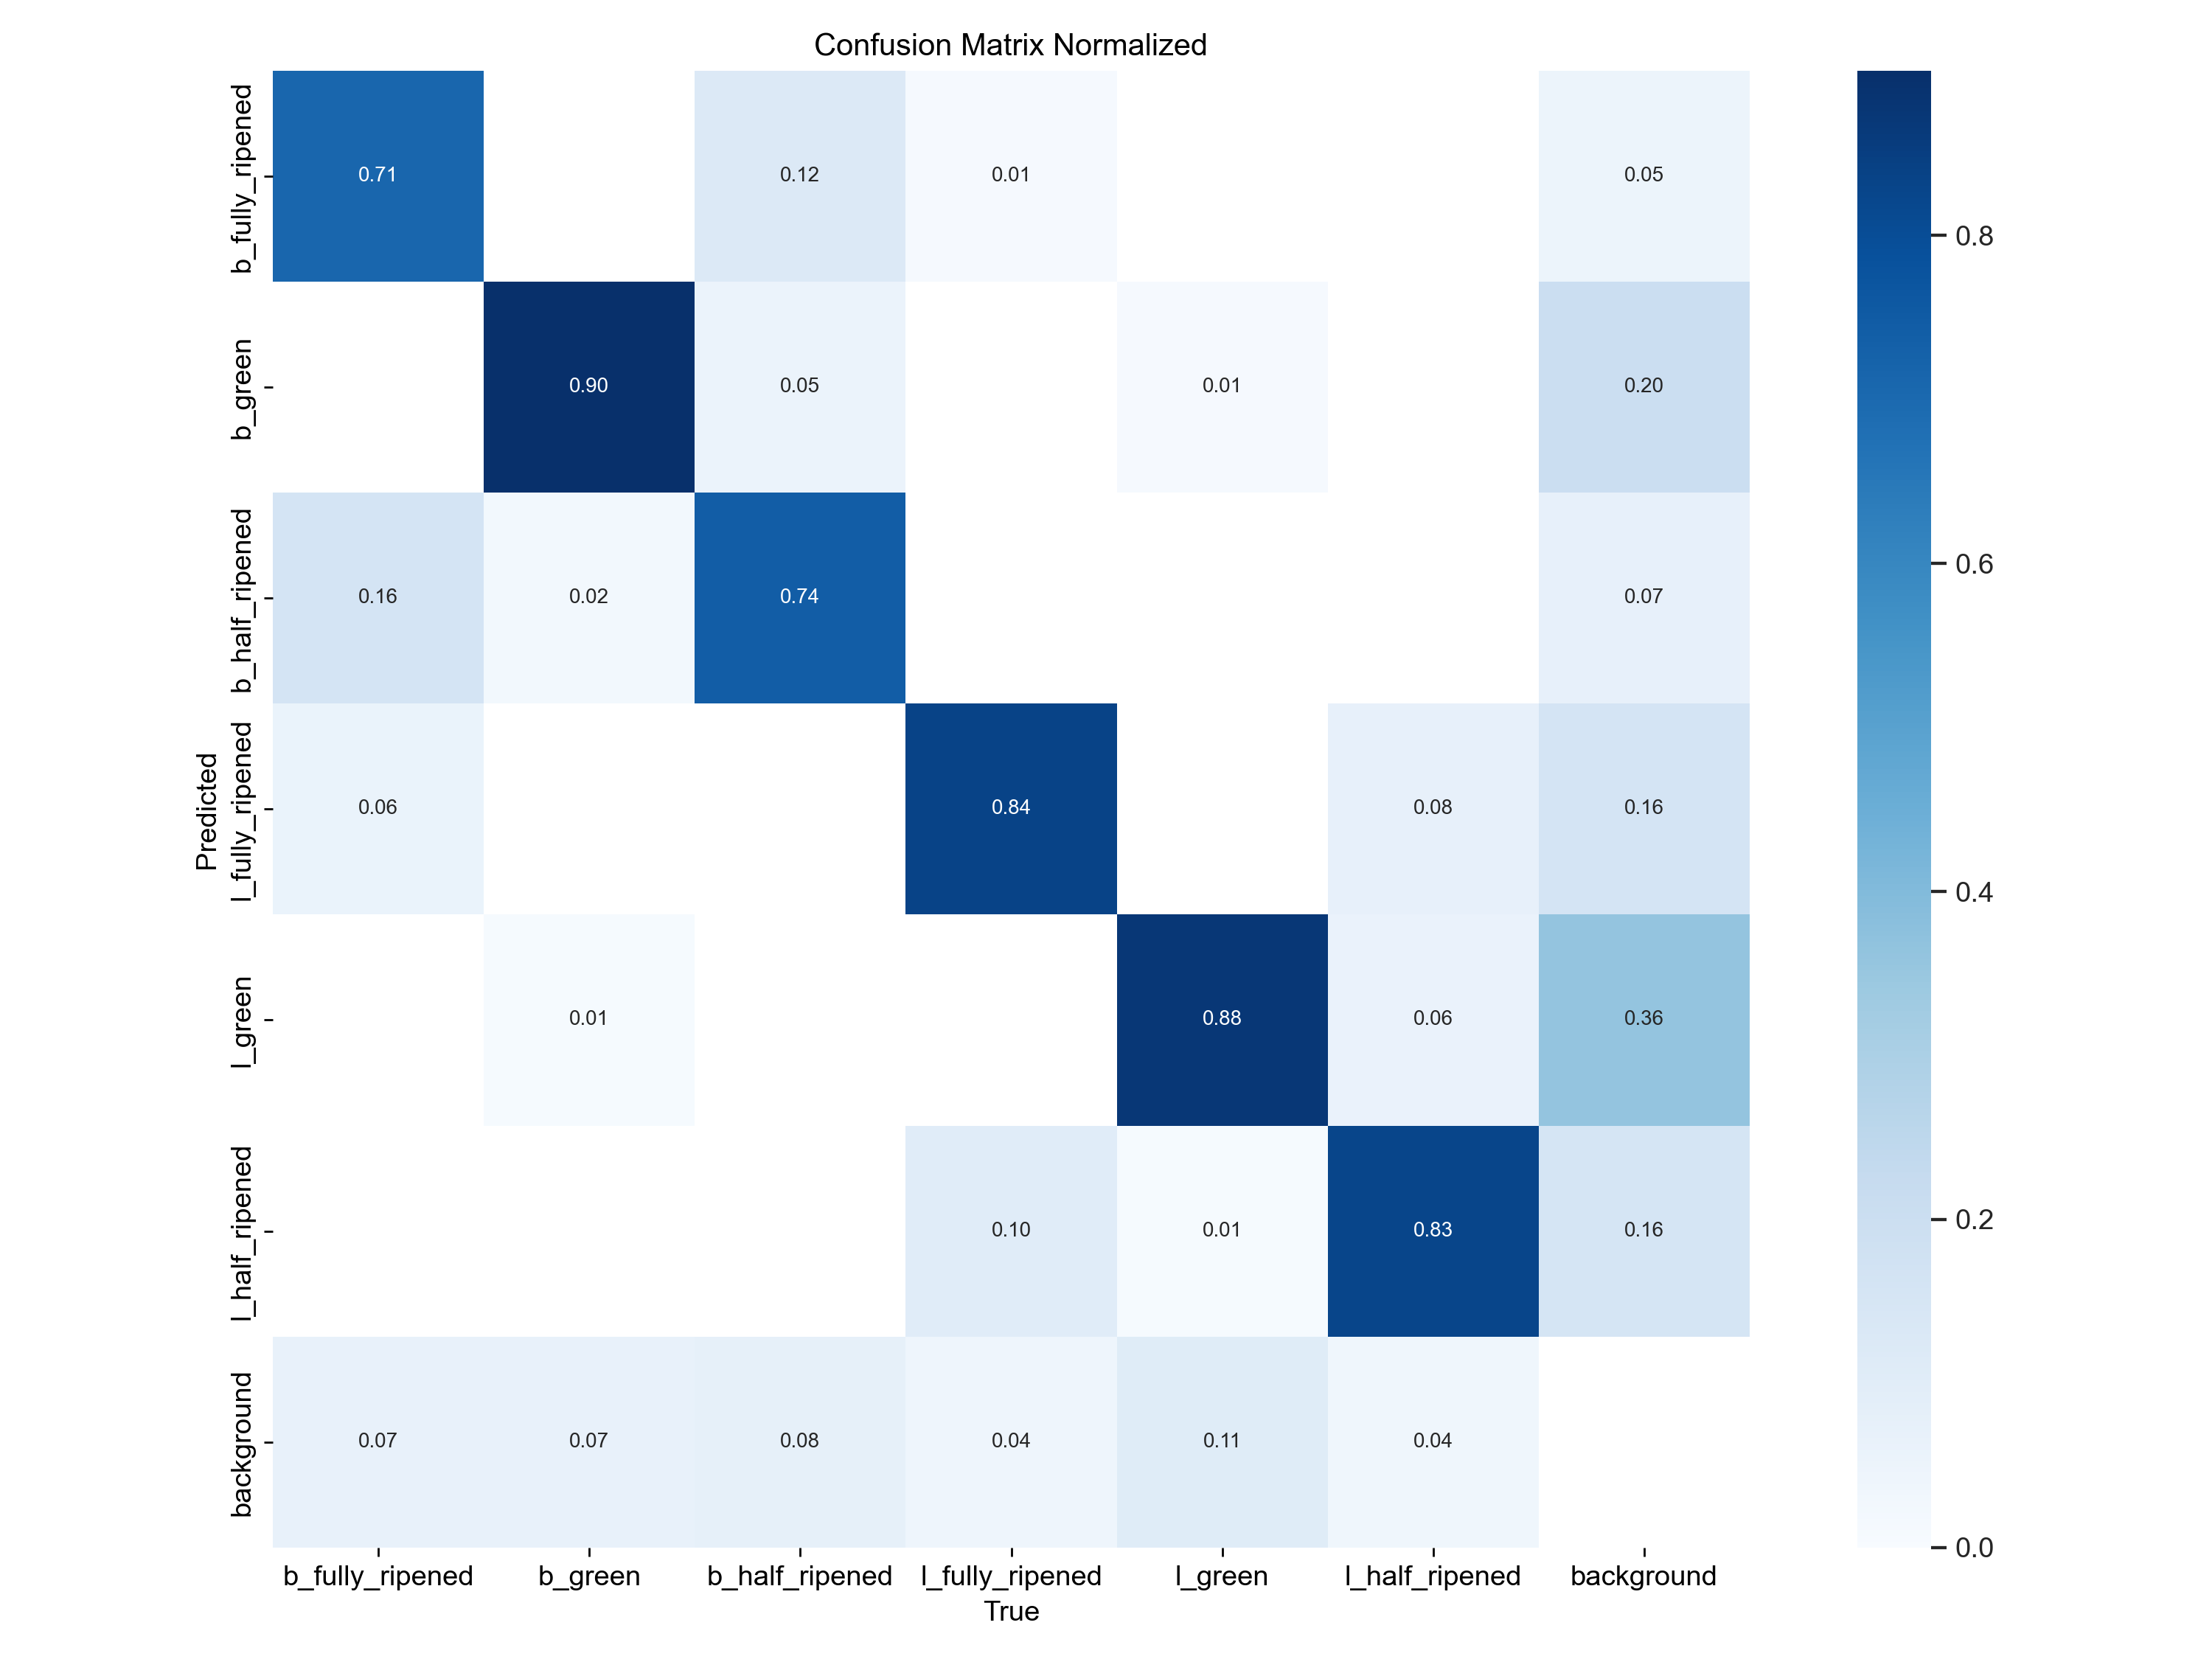 Confusion Matrix Normalized
b_fully_ripened
0.71
0.12
0.01
0.05
b_green
0.90
0.05
0.01
0.20
b_half_ripened
0.16
0.02
0.74
0.07
l_fully_ripened
0.06
0.84
0.08
0.16
l_green
0.01
0.88
0.06
0.36
l_half_ripened
0.10
0.01
0.83
0.16
background
0.07
0.07
0.08
0.04
0.11
0.04
Predicted
b_fully_ripened
b_green
b_half_ripened
l_fully_ripened
l_green
l_half_ripened
background
True
0.8
0.6
0.4
0.2
0.0